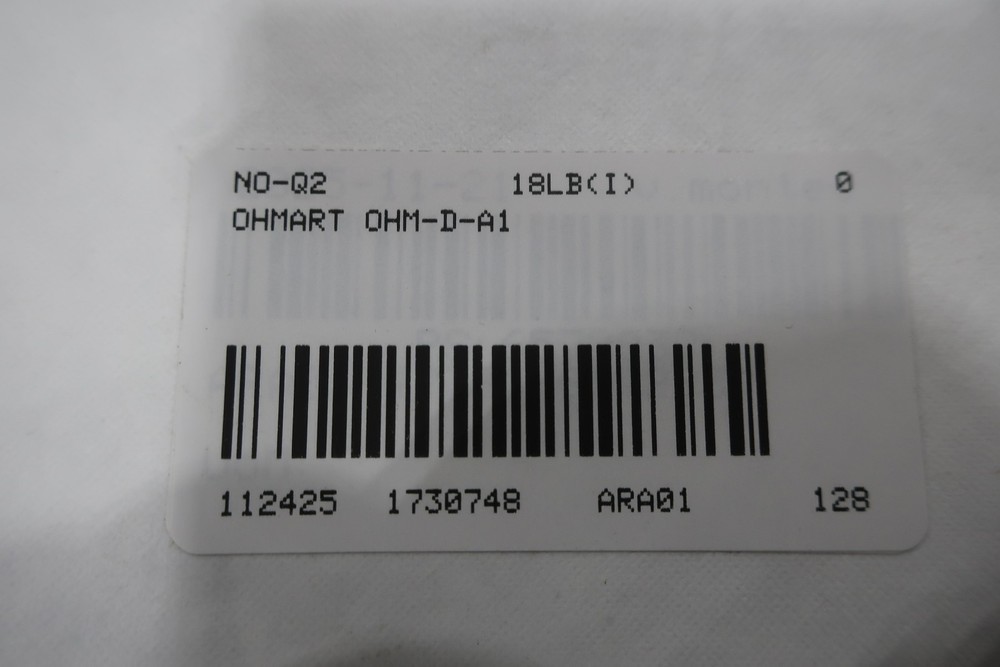 NO-Q2 18LB(I) 0
OHMART OHM-D-A1
112425 1730748 ARA01 128